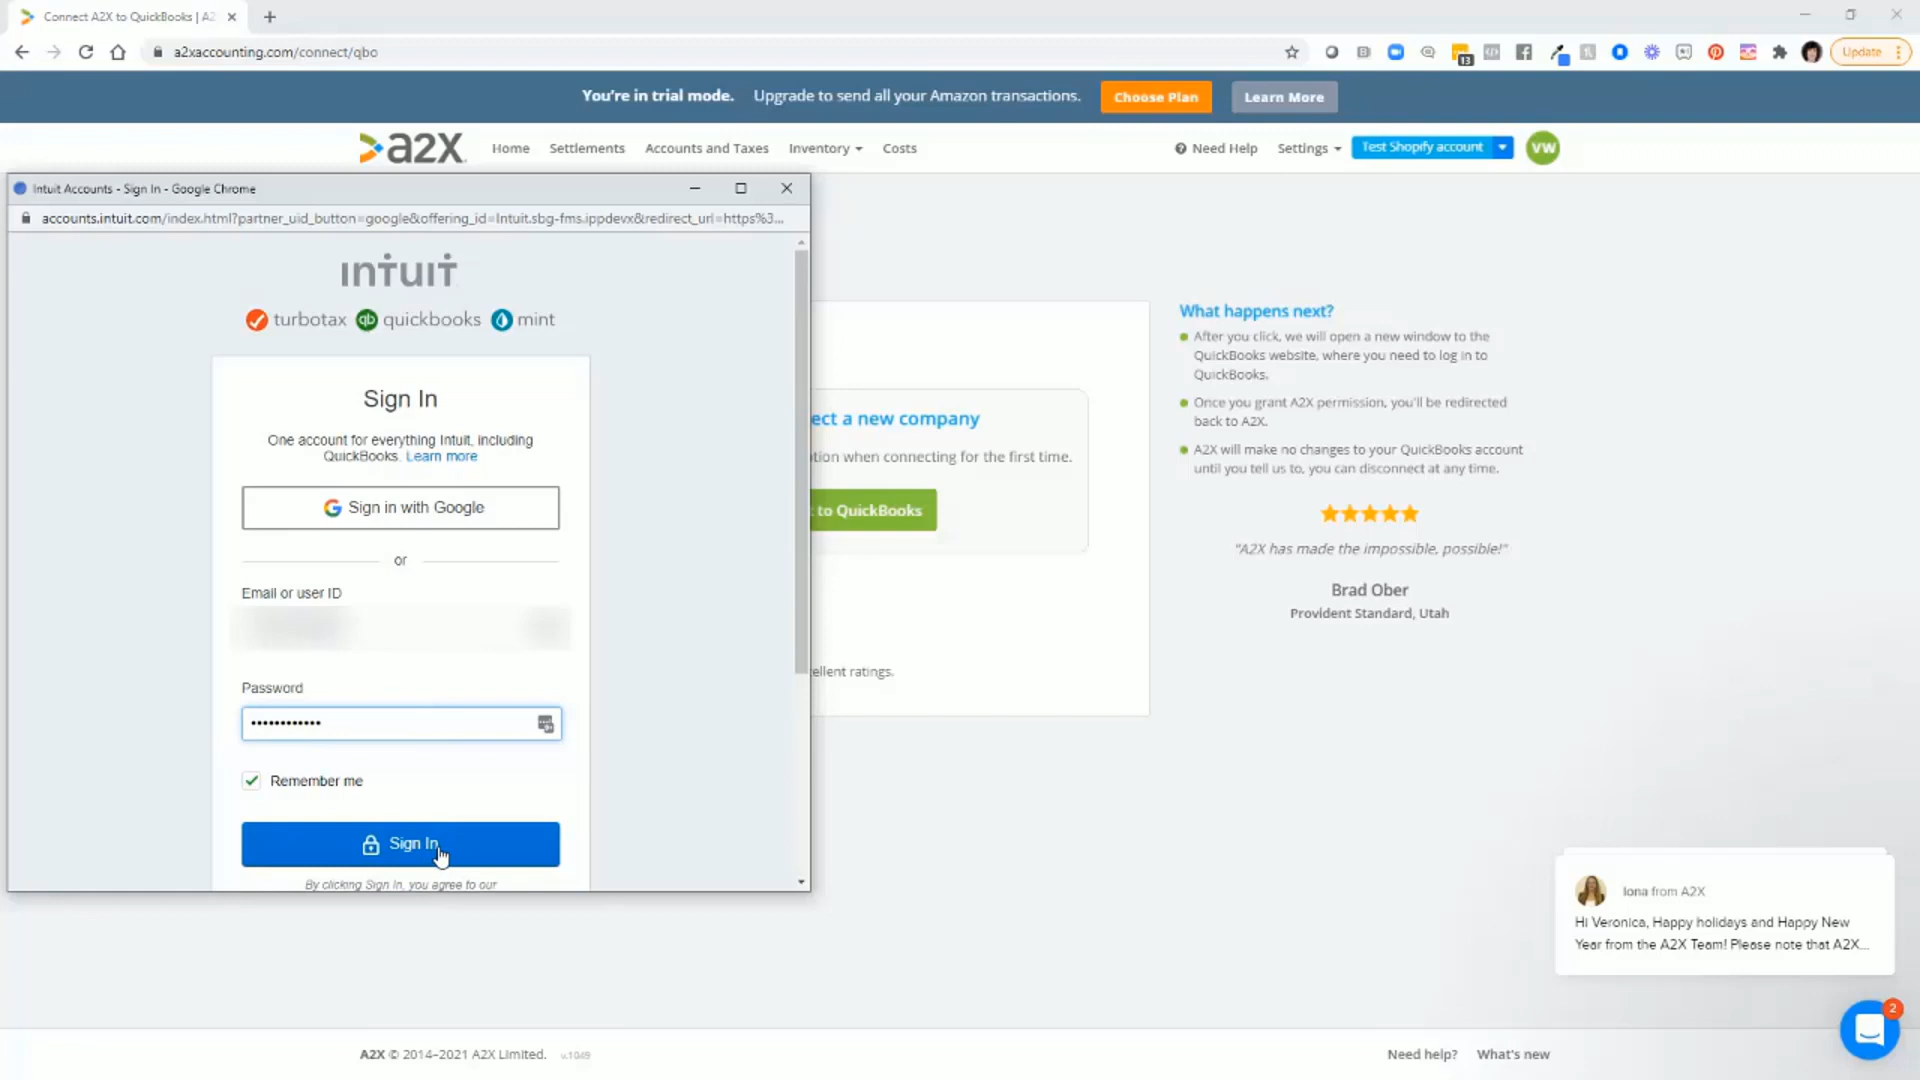 Connect A2X to QuickBooks | A2
a2xaccounting.com/connect/qbo
13
Update
You're in trial mode. Upgrade to send all your Amazon transactions.
Choose Plan
Learn More
a2X
Home
Settlements
Accounts and Taxes
Inventory
Costs
Need Help
Settings
Test Shopify account
VW
Intuit Accounts - Sign In - Google Chrome
accounts.intuit.com/index.html?partner_uid_button=google&offering_id=Intuit.sbg-fms.ippdevx&redirect_url=https%3...
intuit
turbotax
qb quickbooks
mint
Sign In
One account for everything Intuit, including
QuickBooks. Learn more
Sign in with Google
or
Email or user ID
Password
••••••••••••
Remember me
Sign In
By clicking Sign In, you agree to our
ect a new company
tion when connecting for the first time.
t to QuickBooks
ellent ratings.
What happens next?
After you click, we will open a new window to the
QuickBooks website, where you need to log in to
QuickBooks.
Once you grant A2X permission, you'll be redirected
back to A2X.
A2X will make no changes to your QuickBooks account
until you tell us to, you can disconnect at any time.
"A2X has made the impossible, possible!"
Brad Ober
Provident Standard, Utah
Iona from A2X
Hi Veronica, Happy holidays and Happy New
Year from the A2X Team! Please note that A2X...
2
A2X © 2014–2021 A2X Limited. v.1049
Need help?
What's new